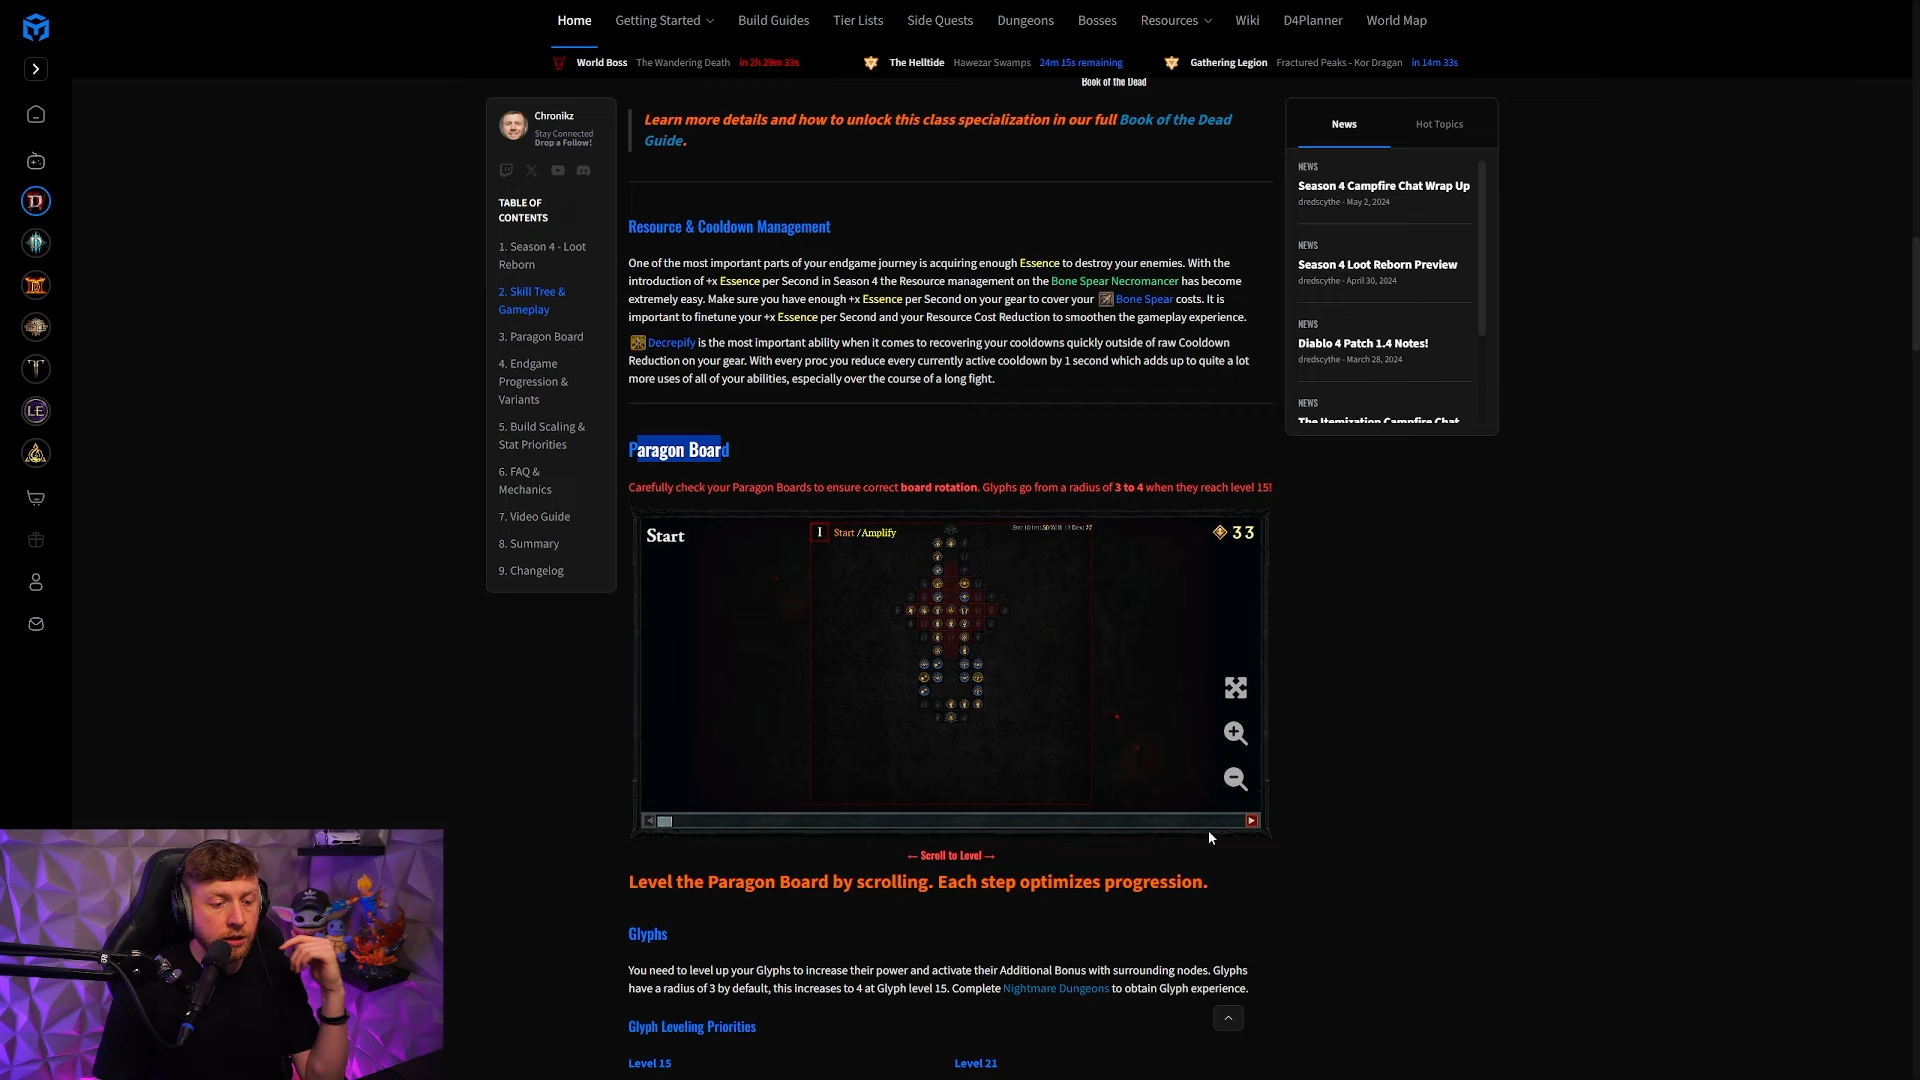 Home
Getting Started
Build Guides
Tier Lists
Side Quests
Dungeons
Bosses
Resources
Wiki
D4Planner
World Map
World Boss The Wandering Death in 2h 29m 33s
The Helltide Hawezar Swamps 24m 15s remaining
Gathering Legion Fractured Peaks - Kor Dragan in 14m 33s
Book of the Dead
Chronikz
Stay Connected
Drop a Follow!
TABLE OF
CONTENTS
1. Season 4 - Loot
Reborn
2. Skill Tree &
Gameplay
3. Paragon Board
4. Endgame
Progression &
Variants
5. Build Scaling &
Stat Priorities
6. FAQ &
Mechanics
7. Video Guide
8. Summary
9. Changelog
Learn more details and how to unlock this class specialization in our full Book of the Dead
Guide.
Resource & Cooldown Management
One of the most important parts of your endgame journey is acquiring enough Essence to destroy your enemies. With the
introduction of +x Essence per Second in Season 4 the Resource management on the Bone Spear Necromancer has become
extremely easy. Make sure you have enough +x Essence per Second on your gear to cover your Bone Spear costs. It is
important to finetune your +x Essence per Second and your Resource Cost Reduction to smoothen the gameplay experience.
Decrepify is the most important ability when it comes to recovering your cooldowns quickly outside of raw Cooldown
Reduction on your gear. With every proc you reduce every currently active cooldown by 1 second which adds up to quite a lot
more uses of all of your abilities, especially over the course of a long fight.
Paragon Board
Carefully check your Paragon Boards to ensure correct board rotation. Glyphs go from a radius of 3 to 4 when they reach level 15!
Start
I Start / Amplify
33
← Scroll to Level →
Level the Paragon Board by scrolling. Each step optimizes progression.
Glyphs
You need to level up your Glyphs to increase their power and activate their Additional Bonus with surrounding nodes. Glyphs
have a radius of 3 by default, this increases to 4 at Glyph level 15. Complete Nightmare Dungeons to obtain Glyph experience.
Glyph Leveling Priorities
Level 15
Level 21
News
Hot Topics
NEWS
Season 4 Campfire Chat Wrap Up
dredscythe - May 2, 2024
NEWS
Season 4 Loot Reborn Preview
dredscythe - April 30, 2024
NEWS
Diablo 4 Patch 1.4 Notes!
dredscythe - March 28, 2024
NEWS
The Itemization Campfire Chat
LE